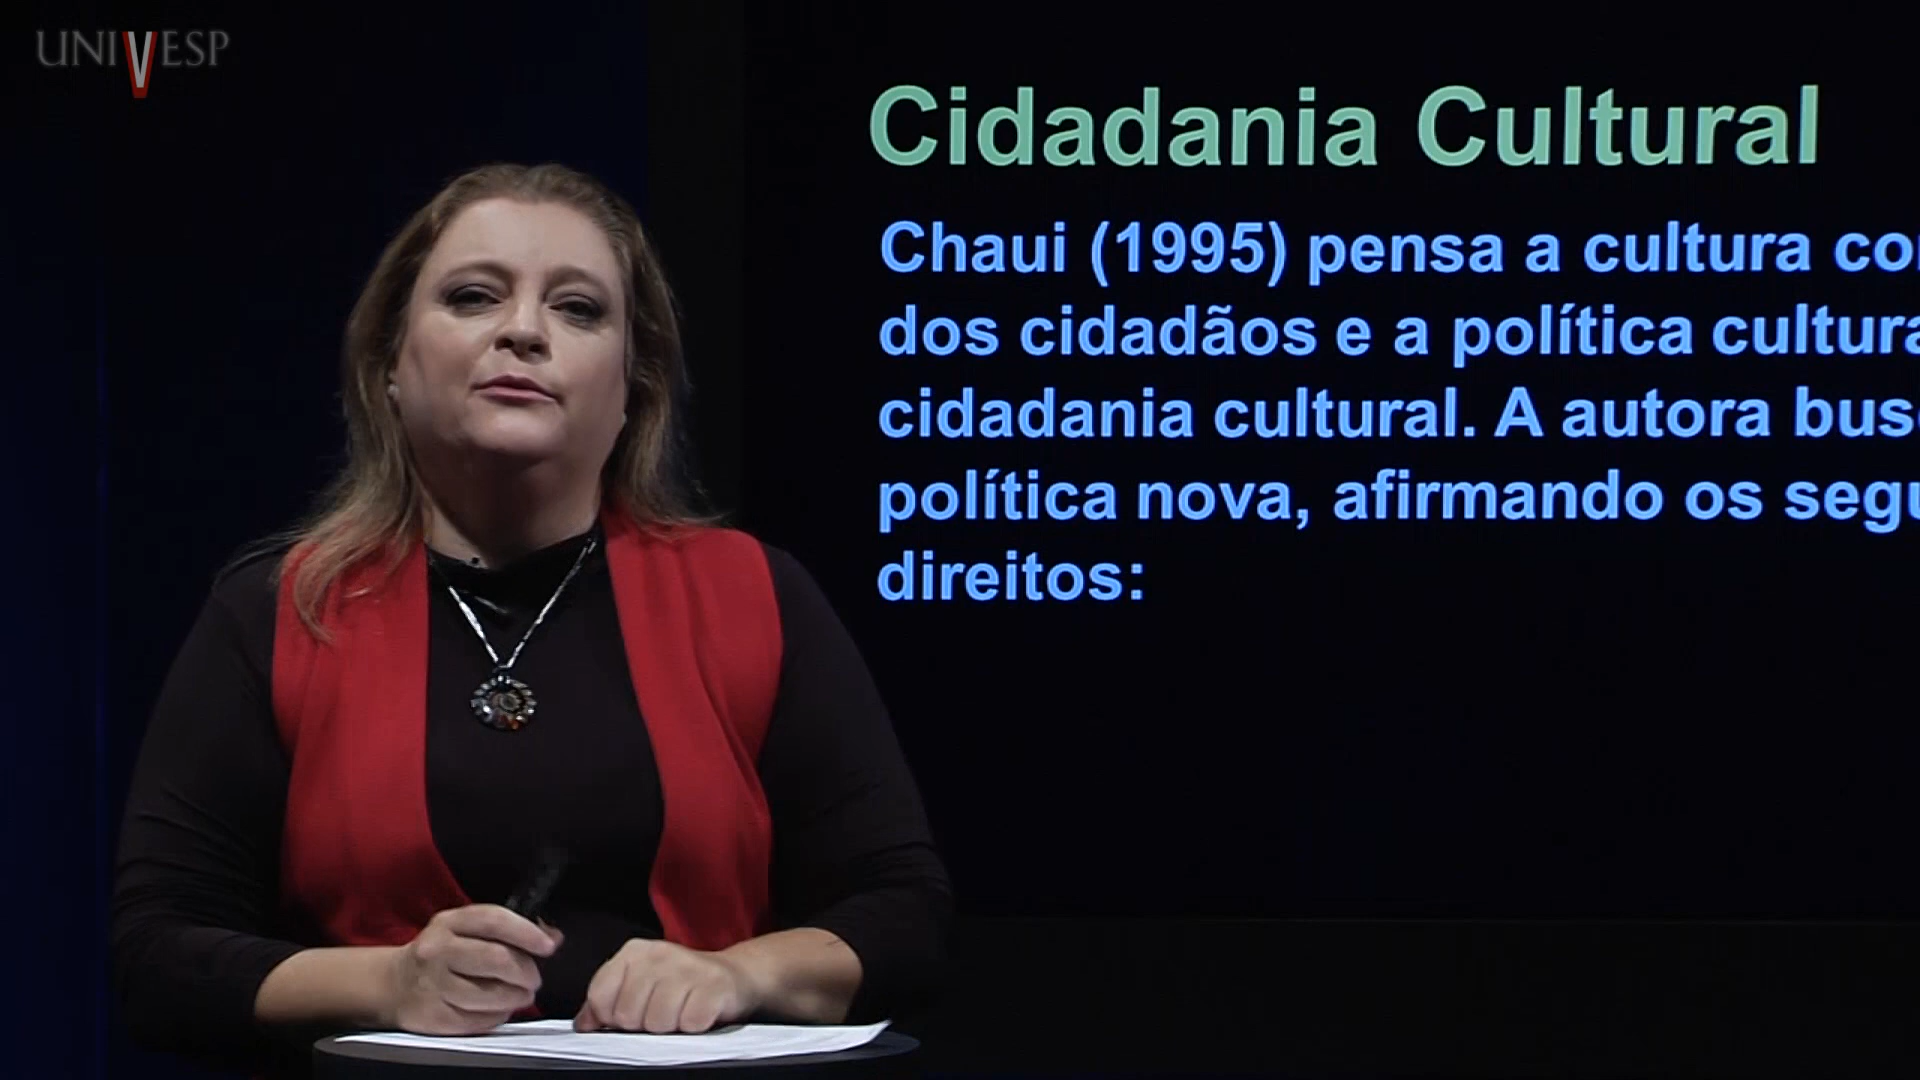 UNIVESP
Cidadania Cultural
Chaui (1995) pensa a cultura
dos cidadãos e a política
cidadania cultural. A autora
política nova, afirmando os
direitos: